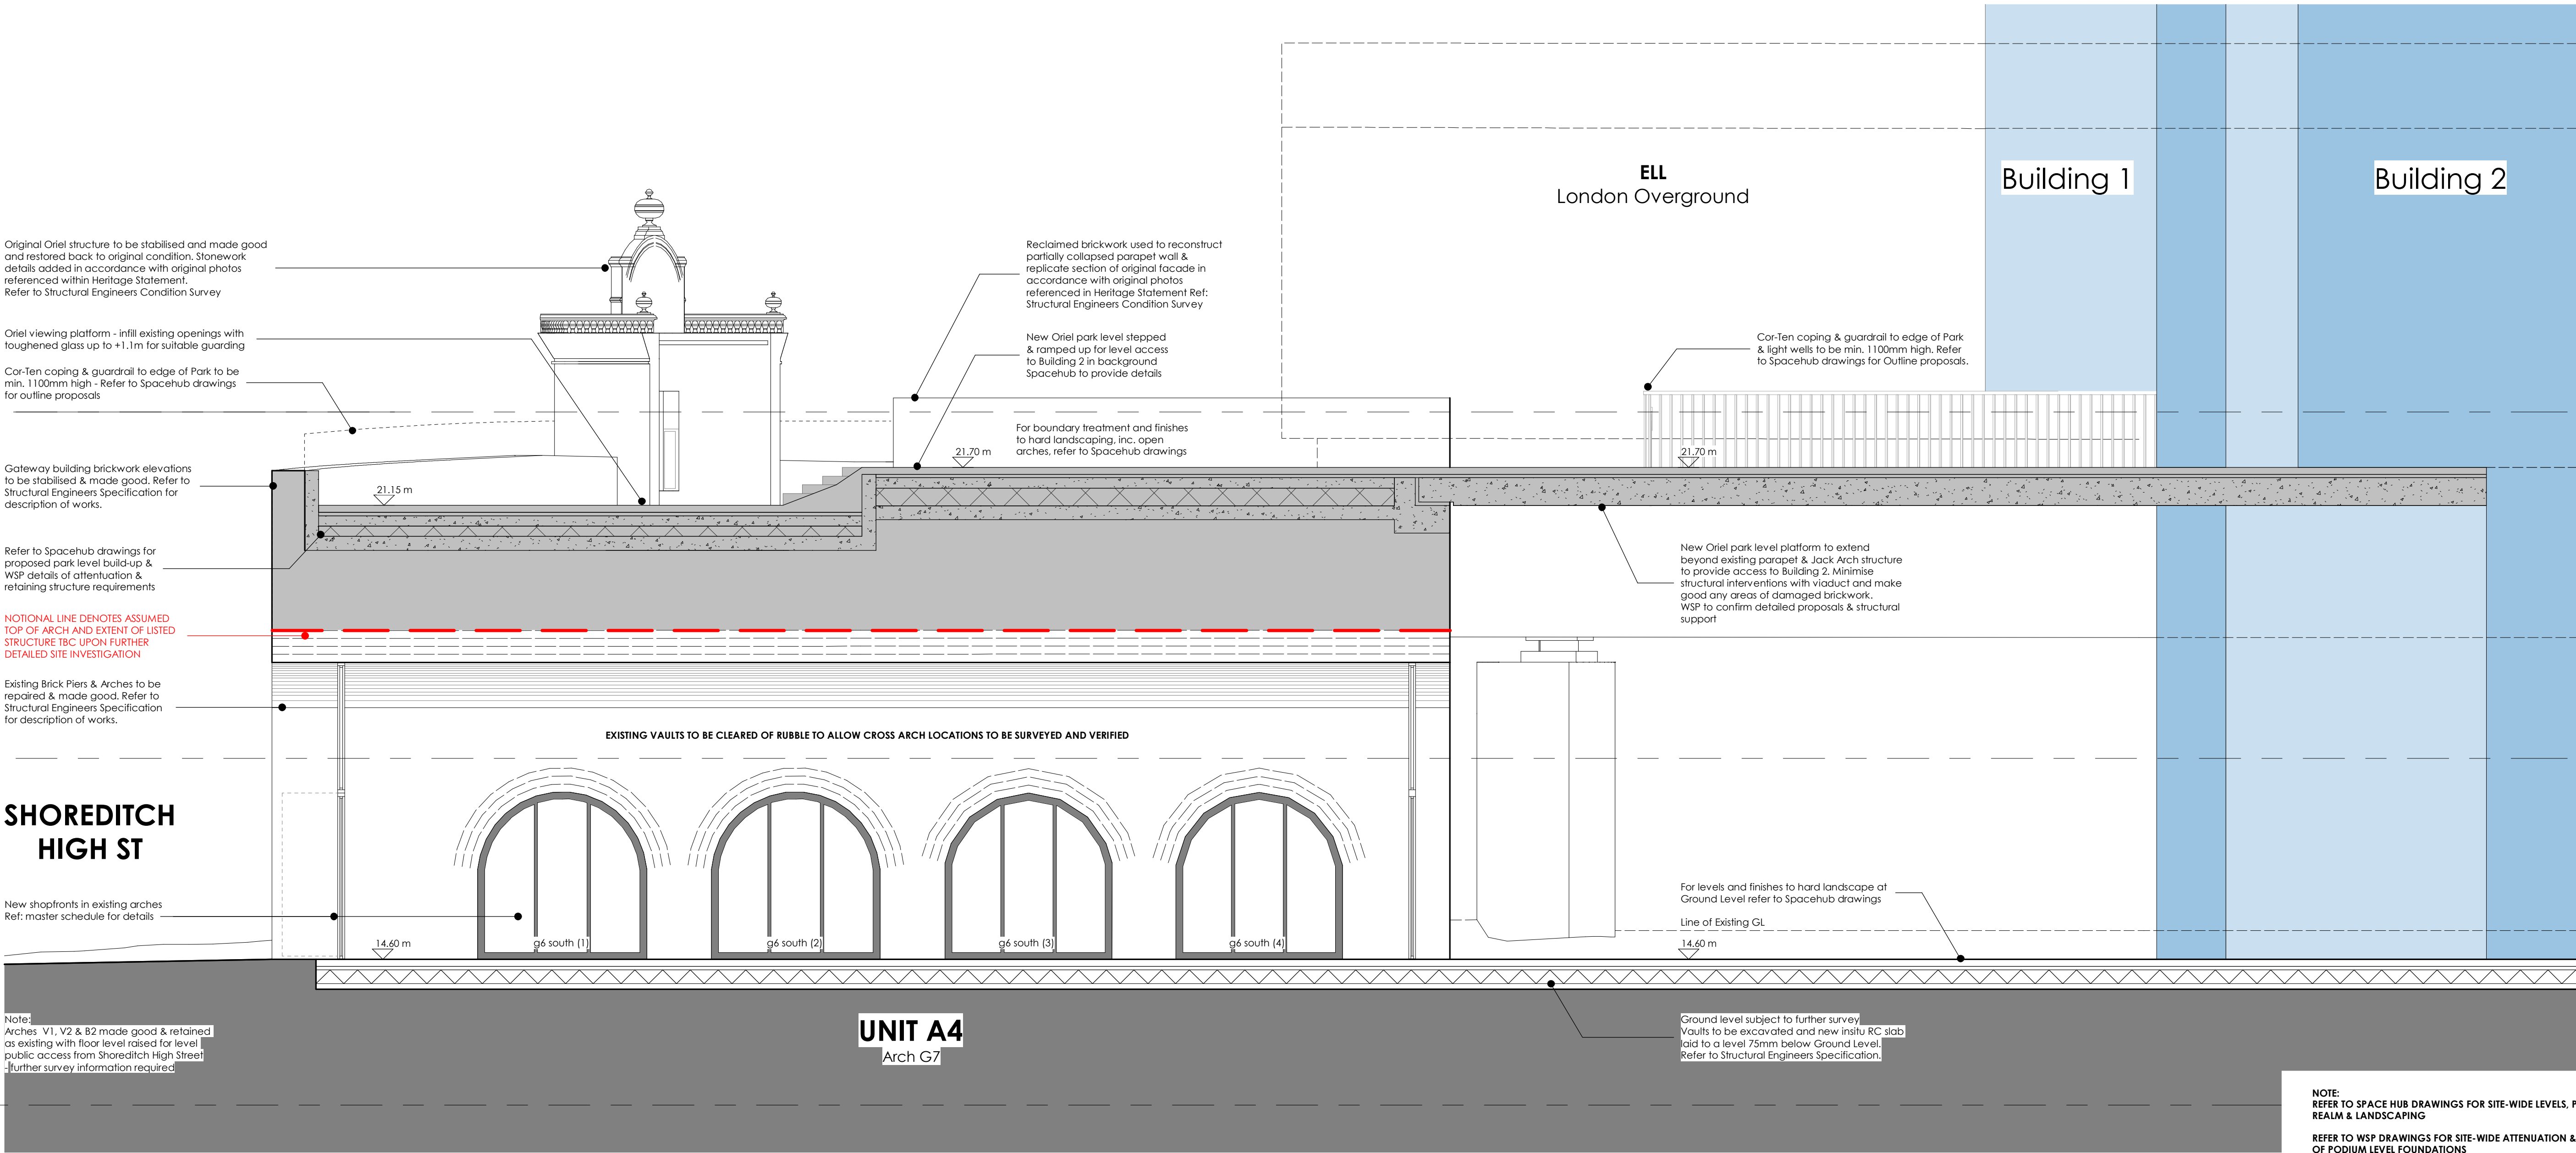 ELL
London Overground
Building 1
Building 2
Original Oriel structure to be stabilised and made good
and restored back to original condition. Stonework
details added in accordance with original photos
referenced within Heritage Statement.
Refer to Structural Engineers Condition Survey
Oriel viewing platform - infill existing openings with
toughened glass up to +1.1m for suitable guarding
Cor-Ten coping & guardrail to edge of Park to be
min. 1100mm high - Refer to Spacehub drawings
for outline proposals
Gateway building brickwork elevations
to be stabilised & made good. Refer to
Structural Engineers Specification for
description of works.
Refer to Spacehub drawings for
proposed park level build-up &
WSP details of attentuation &
retaining structure requirements
NOTIONAL LINE DENOTES ASSUMED
TOP OF ARCH AND EXTENT OF LISTED
STRUCTURE TBC UPON FURTHER
DETAILED SITE INVESTIGATION
Existing Brick Piers & Arches to be
repaired & made good. Refer to
Structural Engineers Specification
for description of works.
SHOREDITCH
HIGH ST
New shopfronts in existing arches
Ref: master schedule for details
Note:
Arches V1, V2 & B2 made good & retained
as existing with floor level raised for level
public access from Shoreditch High Street
- further survey information required
Reclaimed brickwork used to reconstruct
partially collapsed parapet wall &
replicate section of original facade in
accordance with original photos
referenced in Heritage Statement Ref:
Structural Engineers Condition Survey
New Oriel park level stepped
& ramped up for level access
to Building 2 in background
Spacehub to provide details
For boundary treatment and finishes
to hard landscaping, inc. open
arches, refer to Spacehub drawings
21.70 m
21.15 m
21.70 m
Cor-Ten coping & guardrail to edge of Park
& light wells to be min. 1100mm high. Refer
to Spacehub drawings for Outline proposals.
New Oriel park level platform to extend
beyond existing parapet & Jack Arch structure
to provide access to Building 2. Minimise
structural interventions with viaduct and make
good any areas of damaged brickwork.
WSP to confirm detailed proposals & structural
support
EXISTING VAULTS TO BE CLEARED OF RUBBLE TO ALLOW CROSS ARCH LOCATIONS TO BE SURVEYED AND VERIFIED
14.60 m
g6 south (1)
g6 south (2)
g6 south (3)
g6 south (4)
For levels and finishes to hard landscape at
Ground Level refer to Spacehub drawings
Line of Existing GL
14.60 m
UNIT A4
Arch G7
Ground level subject to further survey
Vaults to be excavated and new insitu RC slab
laid to a level 75mm below Ground Level.
Refer to Structural Engineers Specification.
NOTE:
REFER TO SPACE HUB DRAWINGS FOR SITE-WIDE LEVELS, P
REALM & LANDSCAPING
REFER TO WSP DRAWINGS FOR SITE-WIDE ATTENUATION &
OF PODIUM LEVEL FOUNDATIONS